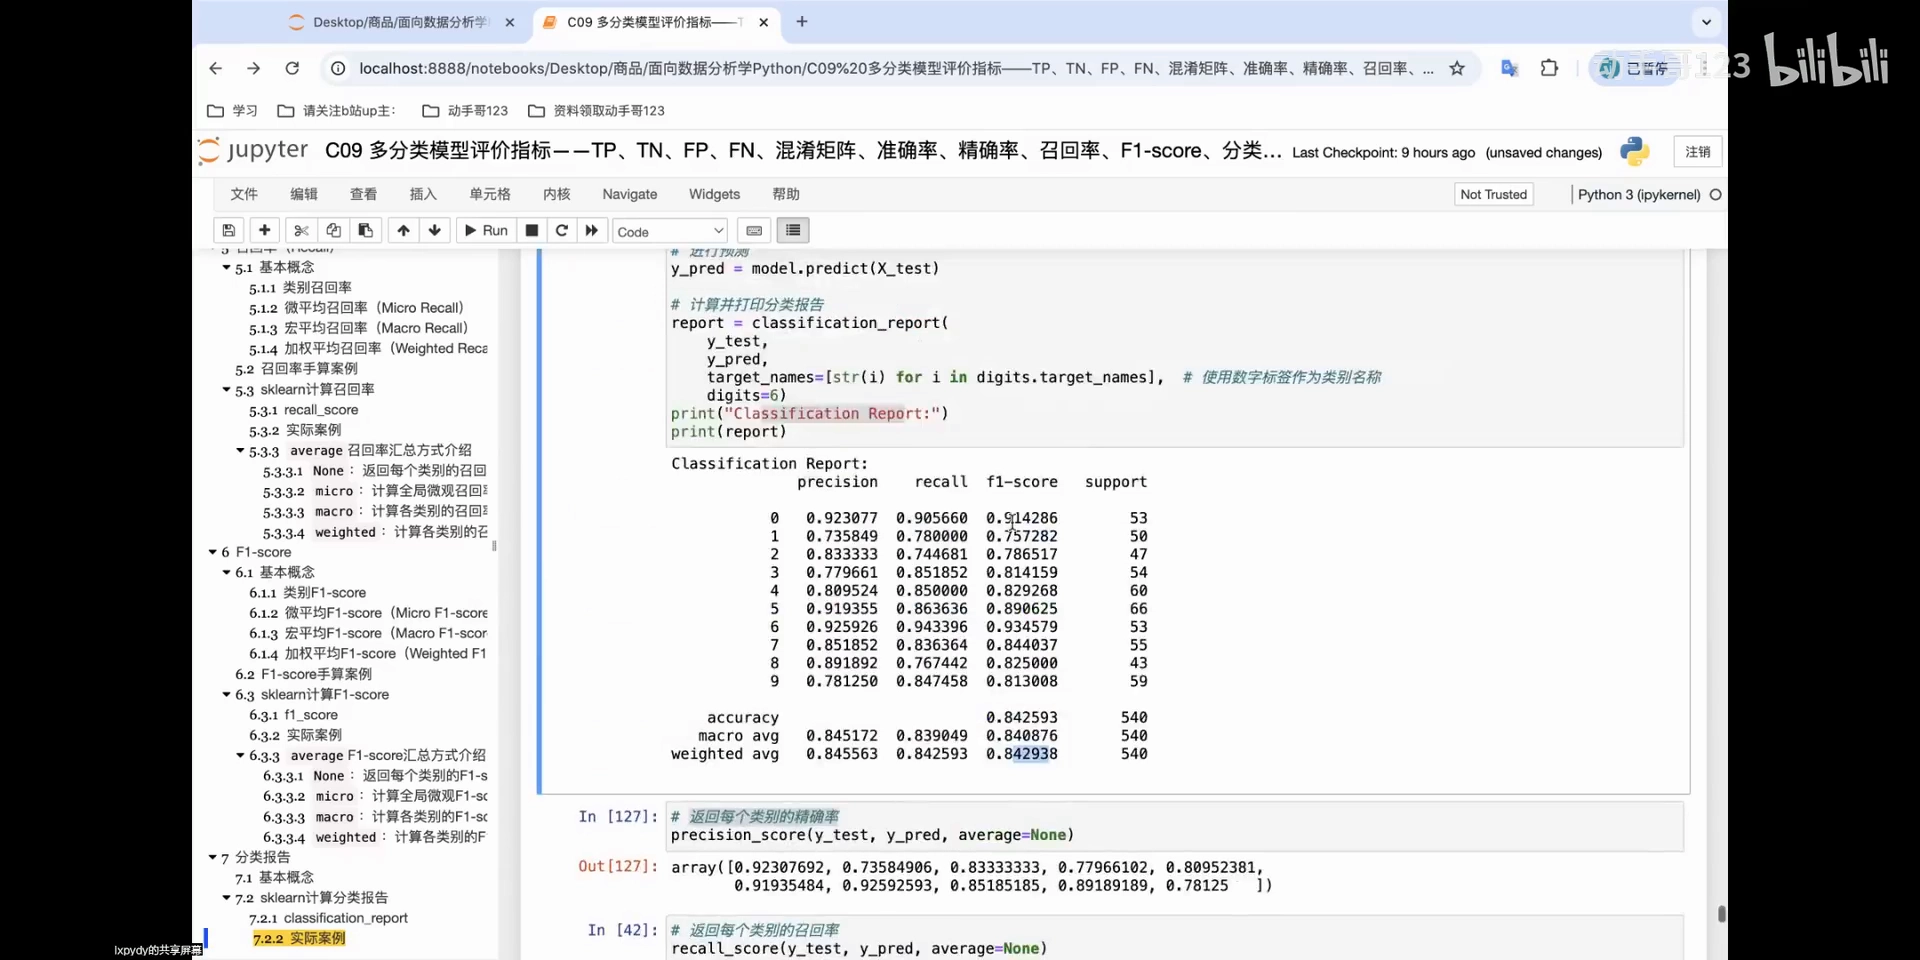 Desktop/商品/面向数据分析学
C09 多分类模型评价指标——T
localhost:8888/notebooks/Desktop/商品/面向数据分析学Python/C09%20多分类模型评价指标——TP、TN、FP、FN、混淆矩阵、准确率、精确率、召回率、...
已暂停
哥123
bilibili
学习
请关注b站up主:
动手哥123
资料领取动手哥123
jupyter
C09 多分类模型评价指标——TP、TN、FP、FN、混淆矩阵、准确率、精确率、召回率、F1-score、分类...
Last Checkpoint: 9 hours ago
(unsaved changes)
注销
文件
编辑
查看
插入
单元格
内核
Navigate
Widgets
帮助
Not Trusted
Python 3 (ipykernel)
Run
Code
5.1 基本概念
5.1.1 类别召回率
5.1.2 微平均召回率（Micro Recall)
5.1.3 宏平均召回率（Macro Recall)
5.1.4 加权平均召回率（Weighted Reca
5.2 召回率手算案例
5.3 sklearn计算召回率
5.3.1 recall_score
5.3.2 实际案例
5.3.3 average 召回率汇总方式介绍
5.3.3.1 None：返回每个类别的召回
5.3.3.2 micro：计算全局微观召回率
5.3.3.3 macro：计算各类别的召回率
5.3.3.4 weighted：计算各类别的召
6 F1-score
6.1 基本概念
6.1.1 类别F1-score
6.1.2 微平均F1-score（Micro F1-score
6.1.3 宏平均F1-score（Macro F1-score
6.1.4 加权平均F1-score（Weighted F1
6.2 F1-score手算案例
6.3 sklearn计算F1-score
6.3.1 f1_score
6.3.2 实际案例
6.3.3 average F1-score汇总方式介绍
6.3.3.1 None：返回每个类别的F1-s
6.3.3.2 micro：计算全局微观F1-sc
6.3.3.3 macro：计算各类别的F1-sc
6.3.3.4 weighted：计算各类别的F
7 分类报告
7.1 基本概念
7.2 sklearn计算分类报告
7.2.1 classification_report
7.2.2 实际案例
lxpydy的共享屏幕
# 进行预测
y_pred = model.predict(X_test)
# 计算并打印分类报告
report = classification_report(
y_test,
y_pred,
target_names=[str(i) for i in digits.target_names], # 使用数字标签作为类别名称
digits=6)
print("Classification Report:")
print(report)
Classification Report:
precision recall f1-score support
0 0.923077 0.905660 0.914286 53
1 0.735849 0.780000 0.757282 50
2 0.833333 0.744681 0.786517 47
3 0.779661 0.851852 0.814159 54
4 0.809524 0.850000 0.829268 60
5 0.919355 0.863636 0.890625 66
6 0.925926 0.943396 0.934579 53
7 0.851852 0.836364 0.844037 55
8 0.891892 0.767442 0.825000 43
9 0.781250 0.847458 0.813008 59
accuracy 0.842593 540
macro avg 0.845172 0.839049 0.840876 540
weighted avg 0.845563 0.842593 0.842938 540
In [127]: # 返回每个类别的精确率
precision_score(y_test, y_pred, average=None)
Out[127]: array([0.92307692, 0.73584906, 0.83333333, 0.77966102, 0.80952381,
0.91935484, 0.92592593, 0.85185185, 0.89189189, 0.78125 ])
In [42]: # 返回每个类别的召回率
recall_score(y_test, y_pred, average=None)